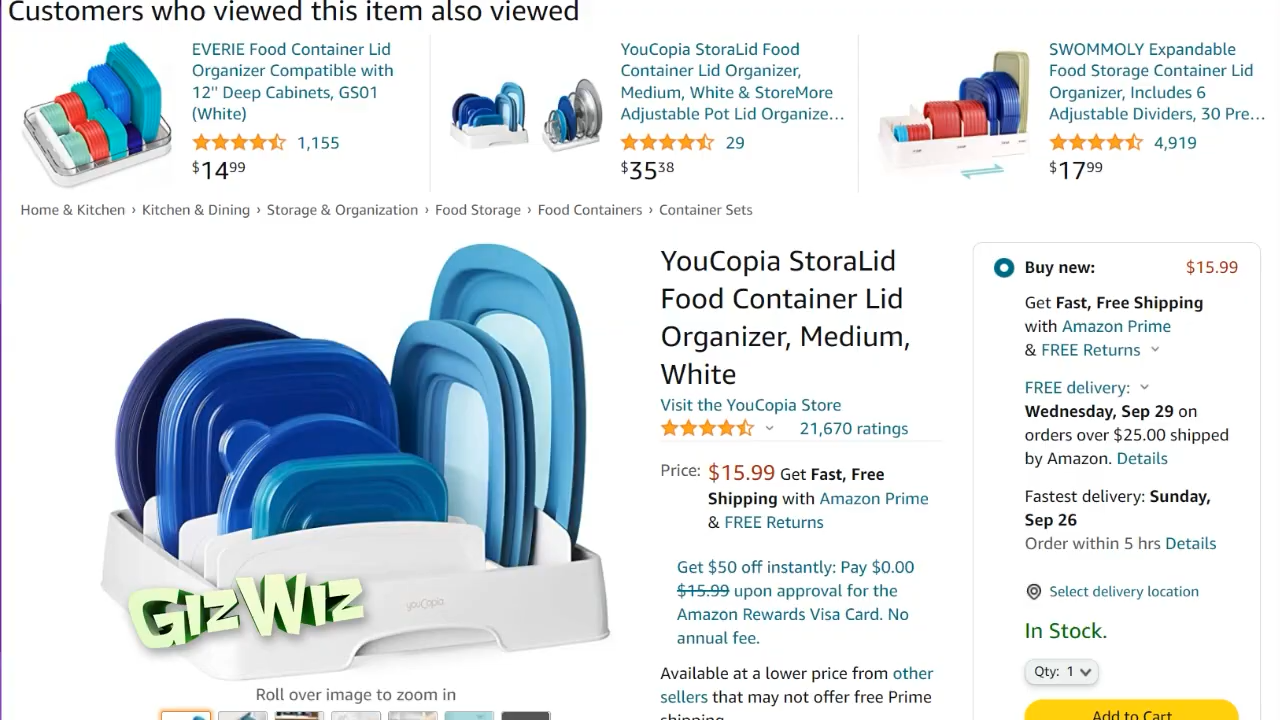 Customers who viewed this item also viewed
EVERIE Food Container Lid
Organizer Compatible with
12" Deep Cabinets, GS01
(White)
1,155
$14.99
YouCopia StoraLid Food
Container Lid Organizer,
Medium, White & StoreMore
Adjustable Pot Lid Organize...
29
$35.38
SWOMMOLY Expandable
Food Storage Container Lid
Organizer, Includes 6
Adjustable Dividers, 30 Pre...
4,919
$17.99
Home & Kitchen › Kitchen & Dining › Storage & Organization › Food Storage › Food Containers › Container Sets
youCopia
GIZWIZ
Roll over image to zoom in
YouCopia StoraLid
Food Container Lid
Organizer, Medium,
White
Visit the YouCopia Store
21,670 ratings
Price: $15.99 Get Fast, Free
Shipping with Amazon Prime
& FREE Returns
Get $50 off instantly: Pay $0.00
$15.99 upon approval for the
Amazon Rewards Visa Card. No
annual fee.
Available at a lower price from other
sellers that may not offer free Prime
shipping.
Buy new: $15.99
Get Fast, Free Shipping
with Amazon Prime
& FREE Returns
FREE delivery:
Wednesday, Sep 29 on
orders over $25.00 shipped
by Amazon. Details
Fastest delivery: Sunday,
Sep 26
Order within 5 hrs Details
Select delivery location
In Stock.
Qty: 1
Add to Cart